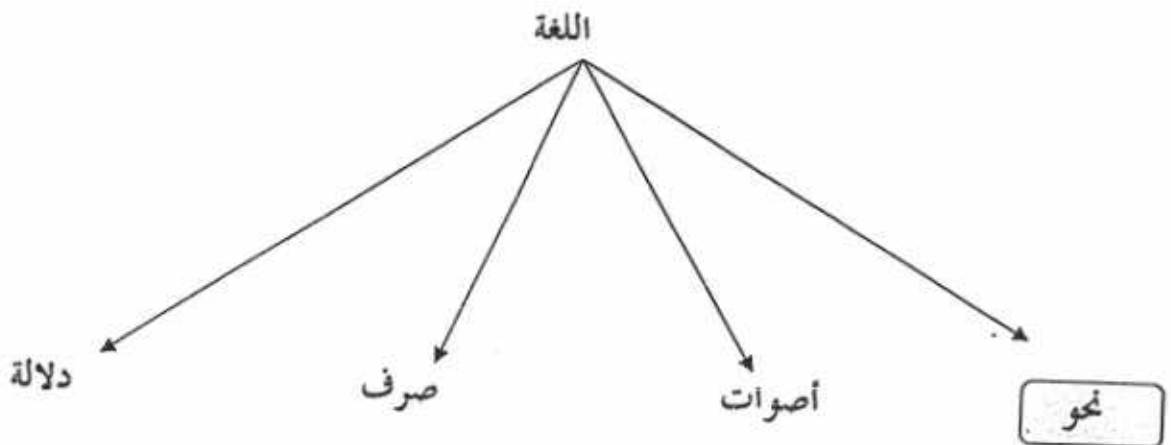 اللغة
نحو
أصوات
صرف
دلالة